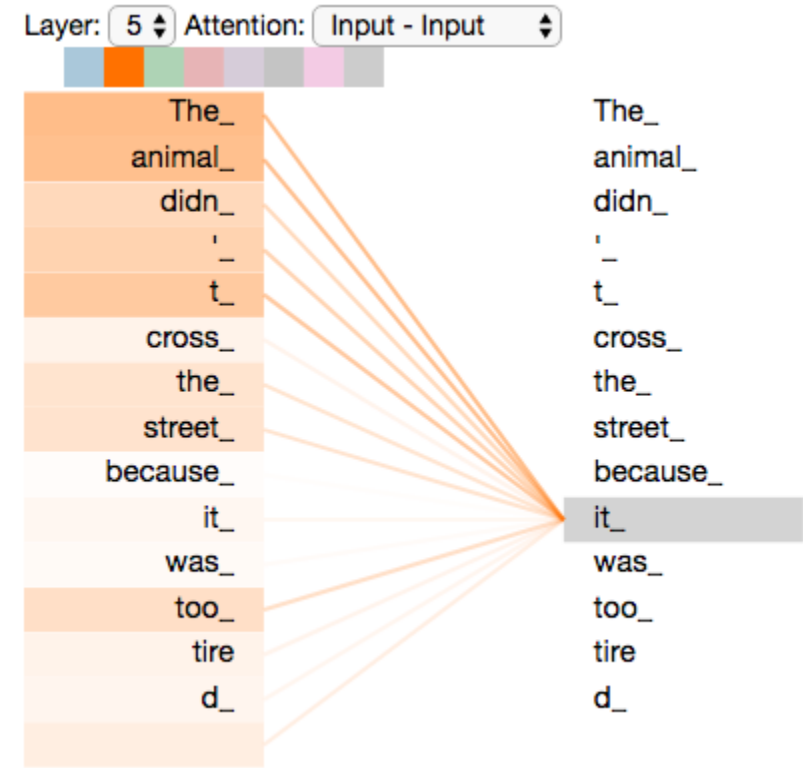 Layer: 5 Attention: Input - Input
The_ The_
animal_ animal_
didn_ didn_
'_ '_
t_ t_
cross_ cross_
the_ the_
street_ street_
because_ because_
it_ it_
was_ was_
too_ too_
tire tire
d_ d_